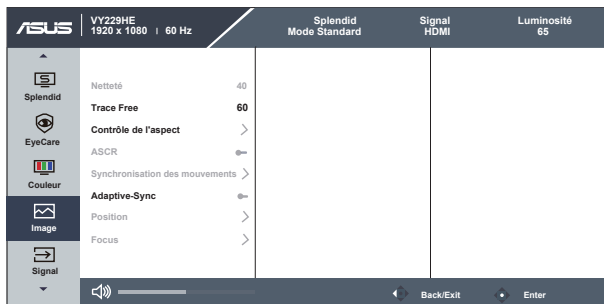 ASUS
VY229HE
1920 x 1080 | 60 Hz
Splendid
Mode Standard
Signal
HDMI
Luminosité
65
Splendid
EyeCare
Couleur
Image
Signal
Netteté 40
Trace Free 60
Contrôle de l'aspect
ASCR
Synchronisation des mouvements
Adaptive-Sync
Position
Focus
Back/Exit
Enter